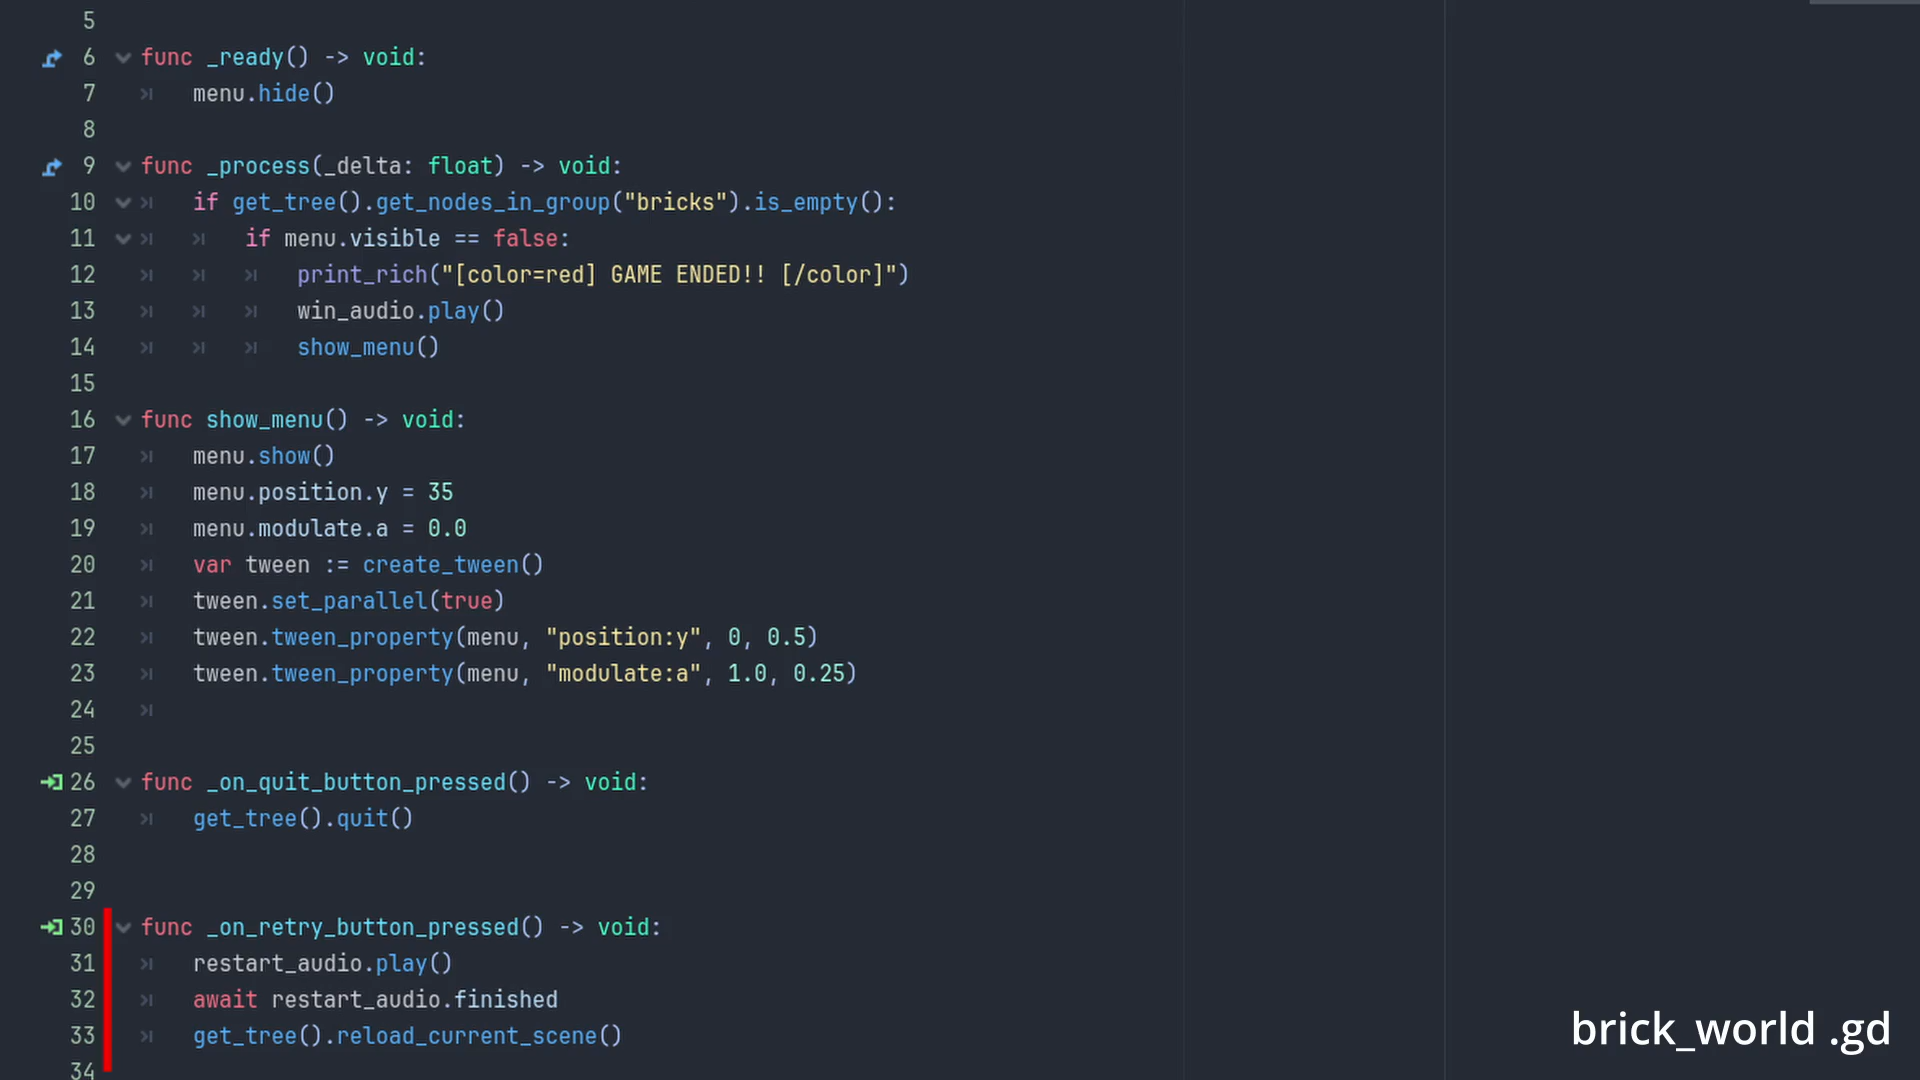 5
6 func _ready() -> void:
7 menu.hide()
8
9 func _process(_delta: float) -> void:
10 if get_tree().get_nodes_in_group("bricks").is_empty():
11 if menu.visible == false:
12 print_rich("[color=red] GAME ENDED!! [/color]")
13 win_audio.play()
14 show_menu()
15
16 func show_menu() -> void:
17 menu.show()
18 menu.position.y = 35
19 menu.modulate.a = 0.0
20 var tween := create_tween()
21 tween.set_parallel(true)
22 tween.tween_property(menu, "position:y", 0, 0.5)
23 tween.tween_property(menu, "modulate:a", 1.0, 0.25)
24
25
26 func _on_quit_button_pressed() -> void:
27 get_tree().quit()
28
29
30 func _on_retry_button_pressed() -> void:
31 restart_audio.play()
32 await restart_audio.finished
33 get_tree().reload_current_scene()
34
brick_world .gd